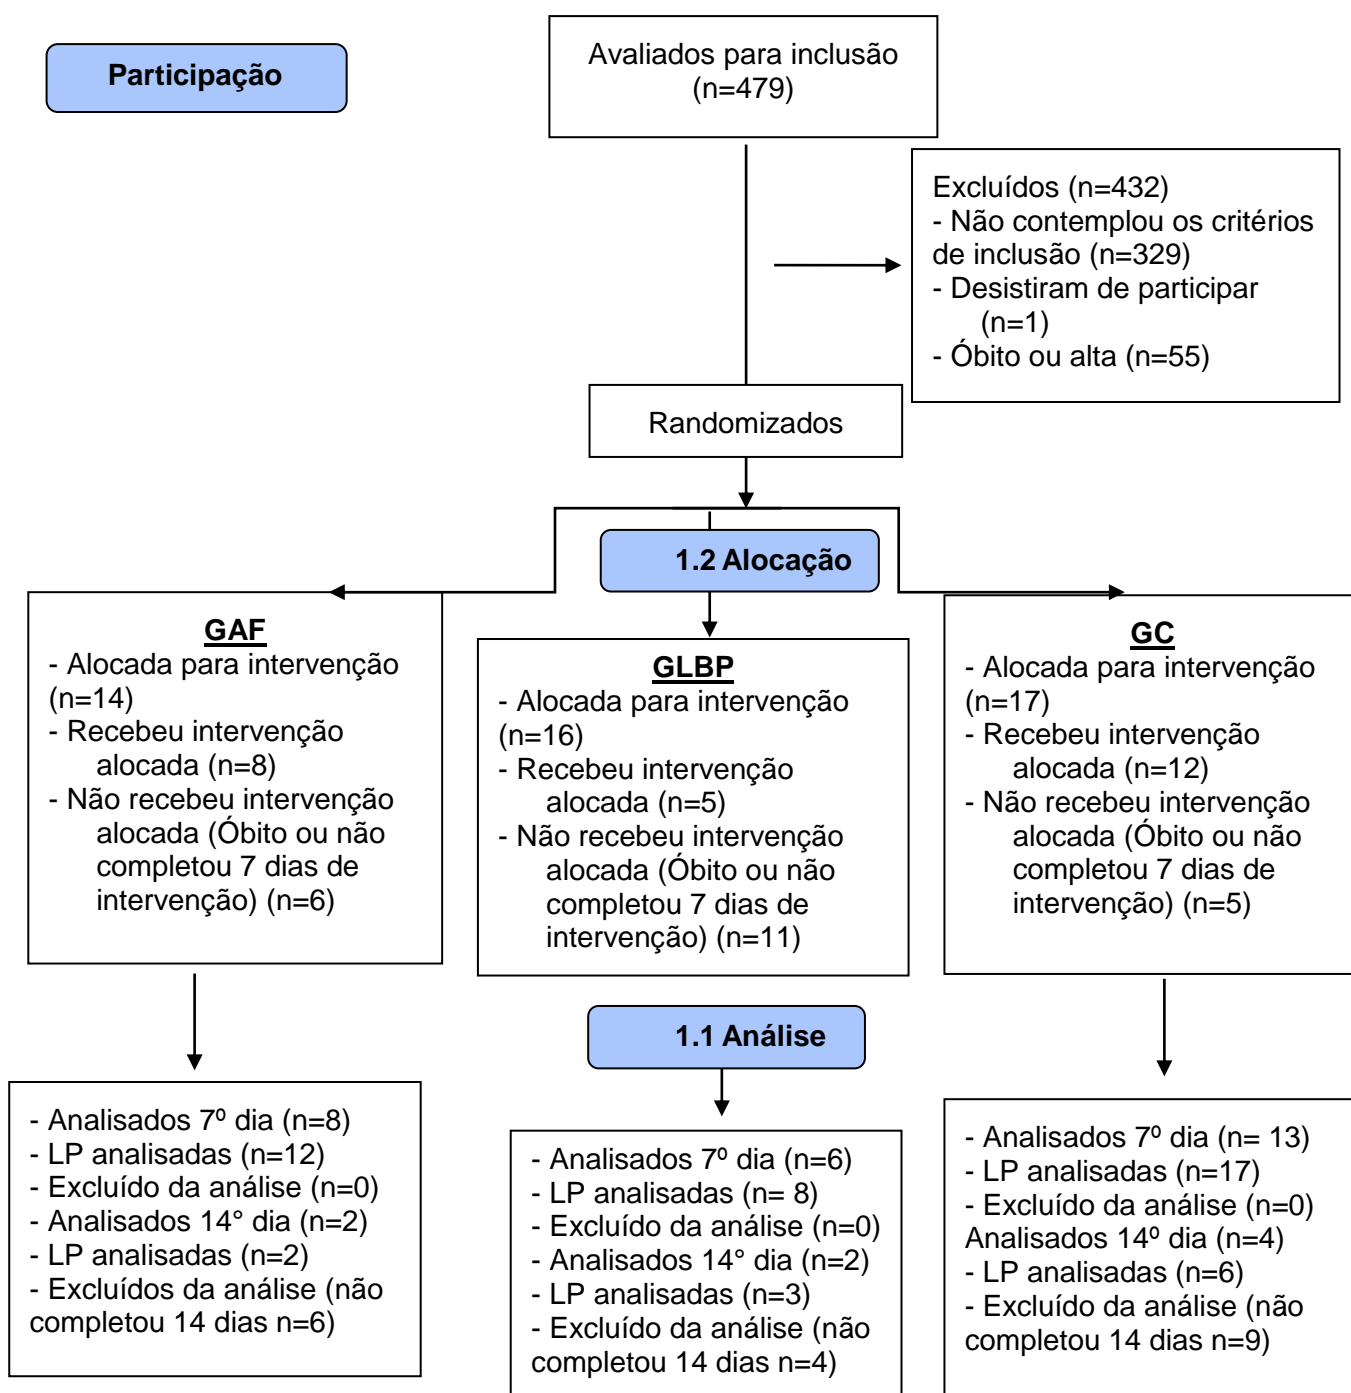 Participação
Avaliados para inclusão
(n=479)
Excluídos (n=432)
- Não contemplou os critérios
de inclusão (n=329)
- Desistiram de participar
(n=1)
- Óbito ou alta (n=55)
Randomizados
1.2 Alocação
GAF
- Alocada para intervenção
(n=14)
- Recebeu intervenção
alocada (n=8)
- Não recebeu intervenção
alocada (Óbito ou não
completou 7 dias de
intervenção) (n=6)
GLBP
- Alocada para intervenção
(n=16)
- Recebeu intervenção
alocada (n=5)
- Não recebeu intervenção
alocada (Óbito ou não
completou 7 dias de
intervenção) (n=11)
GC
- Alocada para intervenção
(n=17)
- Recebeu intervenção
alocada (n=12)
- Não recebeu intervenção
alocada (Óbito ou não
completou 7 dias de
intervenção) (n=5)
1.1 Análise
- Analisados 7º dia (n=8)
- LP analisadas (n=12)
- Excluído da análise (n=0)
- Analisados 14° dia (n=2)
- LP analisadas (n=2)
- Excluídos da análise (não
completou 14 dias n=6)
- Analisados 7º dia (n=6)
- LP analisadas (n= 8)
- Excluído da análise (n=0)
- Analisados 14° dia (n=2)
- LP analisadas (n=3)
- Excluído da análise (não
completou 14 dias n=4)
- Analisados 7º dia (n= 13)
- LP analisadas (n=17)
- Excluído da análise (n=0)
Analisados 14º dia (n=4)
- LP analisadas (n=6)
- Excluído da análise (não
completou 14 dias n=9)